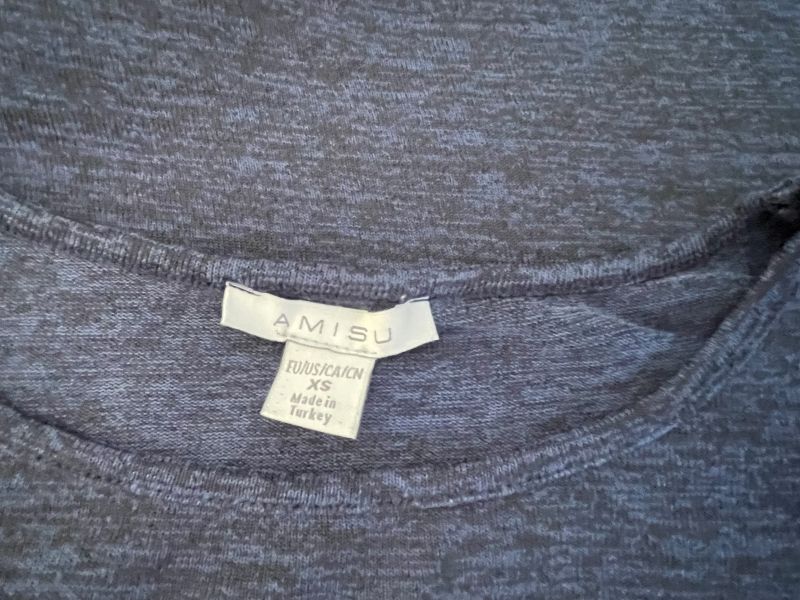 AMISU
EU/US/CA/CN
XS
Made in
Turkey